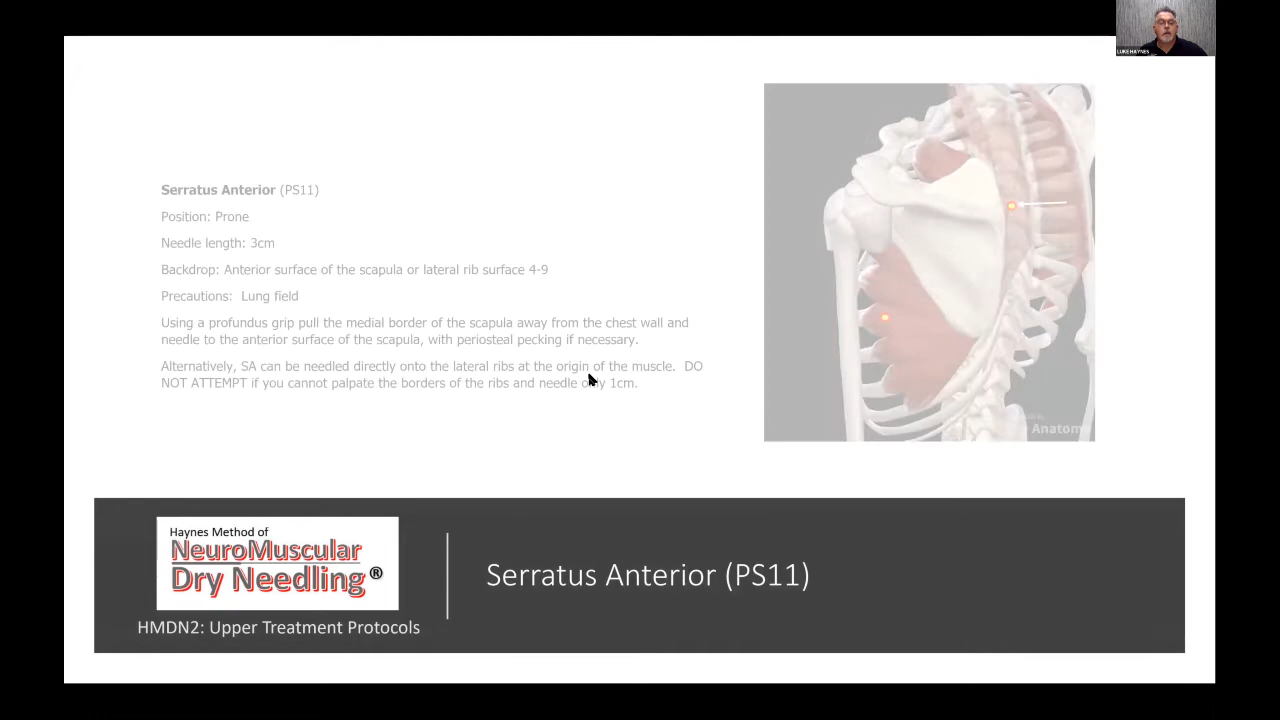 LUKE HAYNES
Serratus Anterior (PS11)
Position: Prone
Needle length: 3cm
Backdrop: Anterior surface of the scapula or lateral rib surface 4-9
Precautions: Lung field
Using a profundus grip pull the medial border of the scapula away from the chest wall and
needle to the anterior surface of the scapula, with periosteal pecking if necessary.
Alternatively, SA can be needled directly onto the lateral ribs at the origin of the muscle. DO
NOT ATTEMPT if you cannot palpate the borders of the ribs and needle only 1cm.
Haynes Method of
NeuroMuscular
Dry Needling®
HMDN2: Upper Treatment Protocols
Serratus Anterior (PS11)